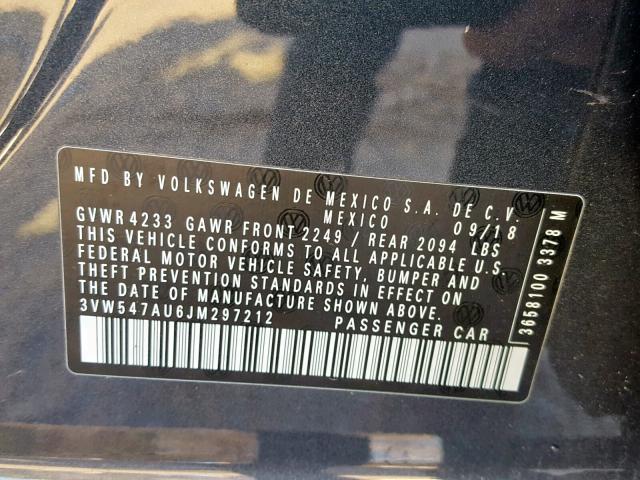 MFD BY VOLKSWAGEN DE MEXICO S.A. DE C.V.
MEXICO 09/18
GVWR 4233 GAWR FRONT 2249 / REAR 2094 LBS
THIS VEHICLE CONFORMS TO ALL APPLICABLE U.S.
FEDERAL MOTOR VEHICLE SAFETY, BUMPER AND
THEFT PREVENTION STANDARDS IN EFFECT ON
THE DATE OF MANUFACTURE SHOWN ABOVE.
3VW547AU6JM297212 PASSENGER CAR
3658100 3378 M